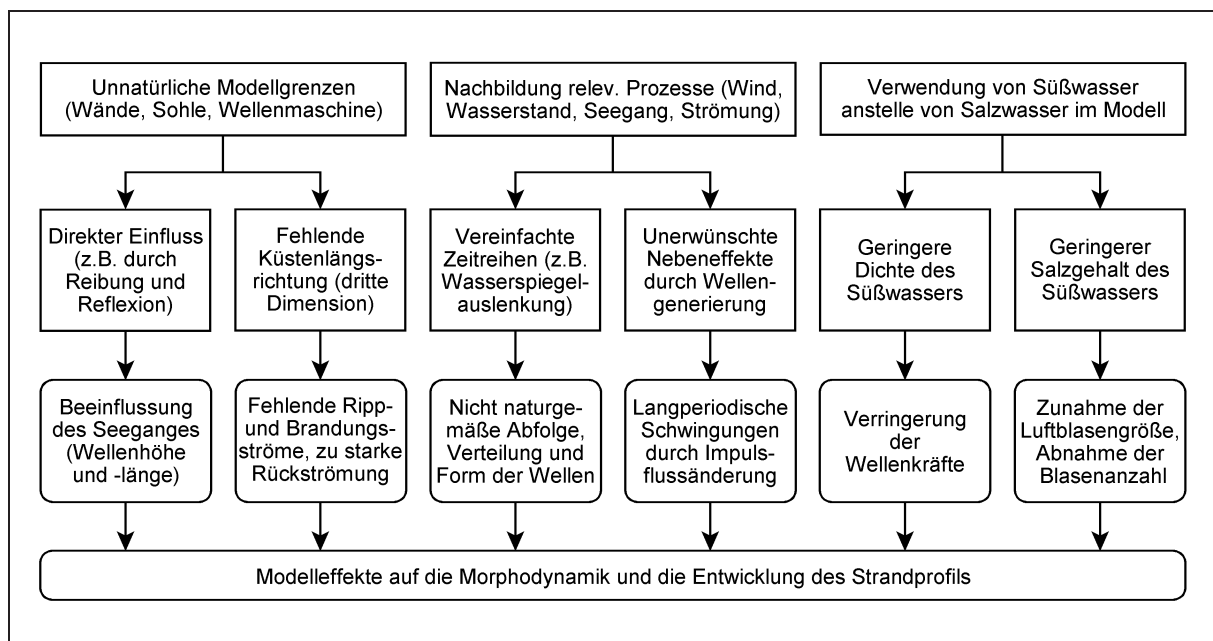 Unnatürliche Modellgrenzen
(Wände, Sohle, Wellenmaschine)
Nachbildung relev. Prozesse (Wind,
Wasserstand, Seegang, Strömung)
Verwendung von Süßwasser
anstelle von Salzwasser im Modell
Direkter Einfluss
(z.B. durch
Reibung und
Reflexion)
Fehlende
Küstenlängs-
richtung (dritte
Dimension)
Vereinfachte
Zeitreihen (z.B.
Wasserspiegel-
auslenkung)
Unerwünschte
Nebeneffekte
durch Wellen-
generierung
Geringere
Dichte des
Süßwassers
Geringerer
Salzgehalt des
Süßwassers
Beeinflussung
des Seeganges
(Wellenhöhe
und -länge)
Fehlende Ripp-
und Brandungs-
ströme, zu starke
Rückströmung
Nicht naturge-
mäße Abfolge,
Verteilung und
Form der Wellen
Langperiodische
Schwingungen
durch Impuls-
flussänderung
Verringerung
der
Wellenkräfte
Zunahme der
Luftblasengröße,
Abnahme der
Blasenanzahl
Modelleffekte auf die Morphodynamik und die Entwicklung des Strandprofils